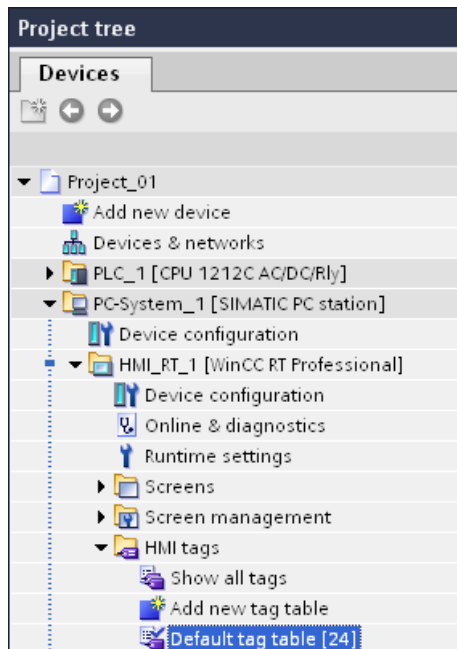 Project tree
Devices
Project_01
Add new device
Devices & networks
PLC_1 [CPU 1212C AC/DC/Rly]
PC-System_1 [SIMATIC PC station]
Device configuration
HMI_RT_1 [WinCC RT Professional]
Device configuration
Online & diagnostics
Runtime settings
Screens
Screen management
HMI tags
Show all tags
Add new tag table
Default tag table [24]